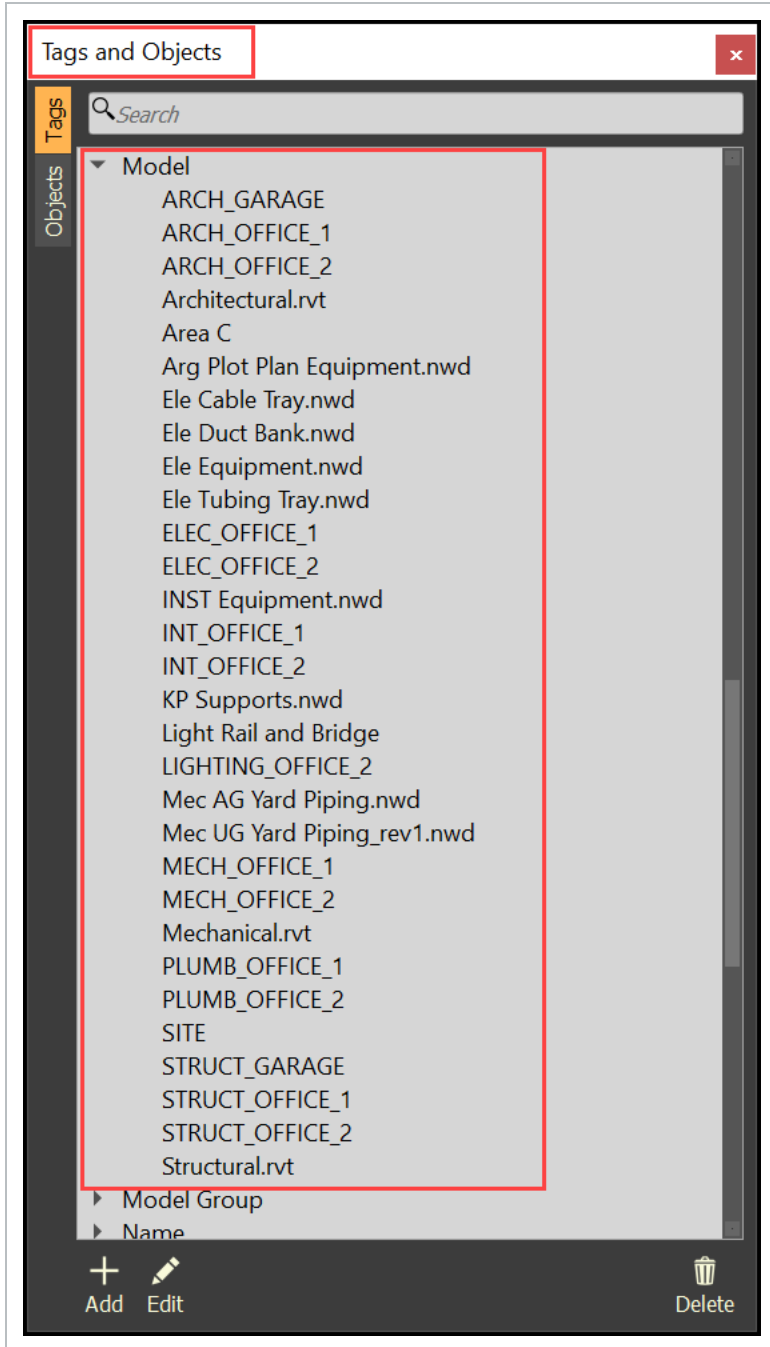 Tags and Objects
x
Tags
Search
Objects
Model
ARCH_GARAGE
ARCH_OFFICE_1
ARCH_OFFICE_2
Architectural.rvt
Area C
Arg Plot Plan Equipment.nwd
Ele Cable Tray.nwd
Ele Duct Bank.nwd
Ele Equipment.nwd
Ele Tubing Tray.nwd
ELEC_OFFICE_1
ELEC_OFFICE_2
INST Equipment.nwd
INT_OFFICE_1
INT_OFFICE_2
KP Supports.nwd
Light Rail and Bridge
LIGHTING_OFFICE_2
Mec AG Yard Piping.nwd
Mec UG Yard Piping_rev1.nwd
MECH_OFFICE_1
MECH_OFFICE_2
Mechanical.rvt
PLUMB_OFFICE_1
PLUMB_OFFICE_2
SITE
STRUCT_GARAGE
STRUCT_OFFICE_1
STRUCT_OFFICE_2
Structural.rvt
Model Group
Name
Add Edit Delete